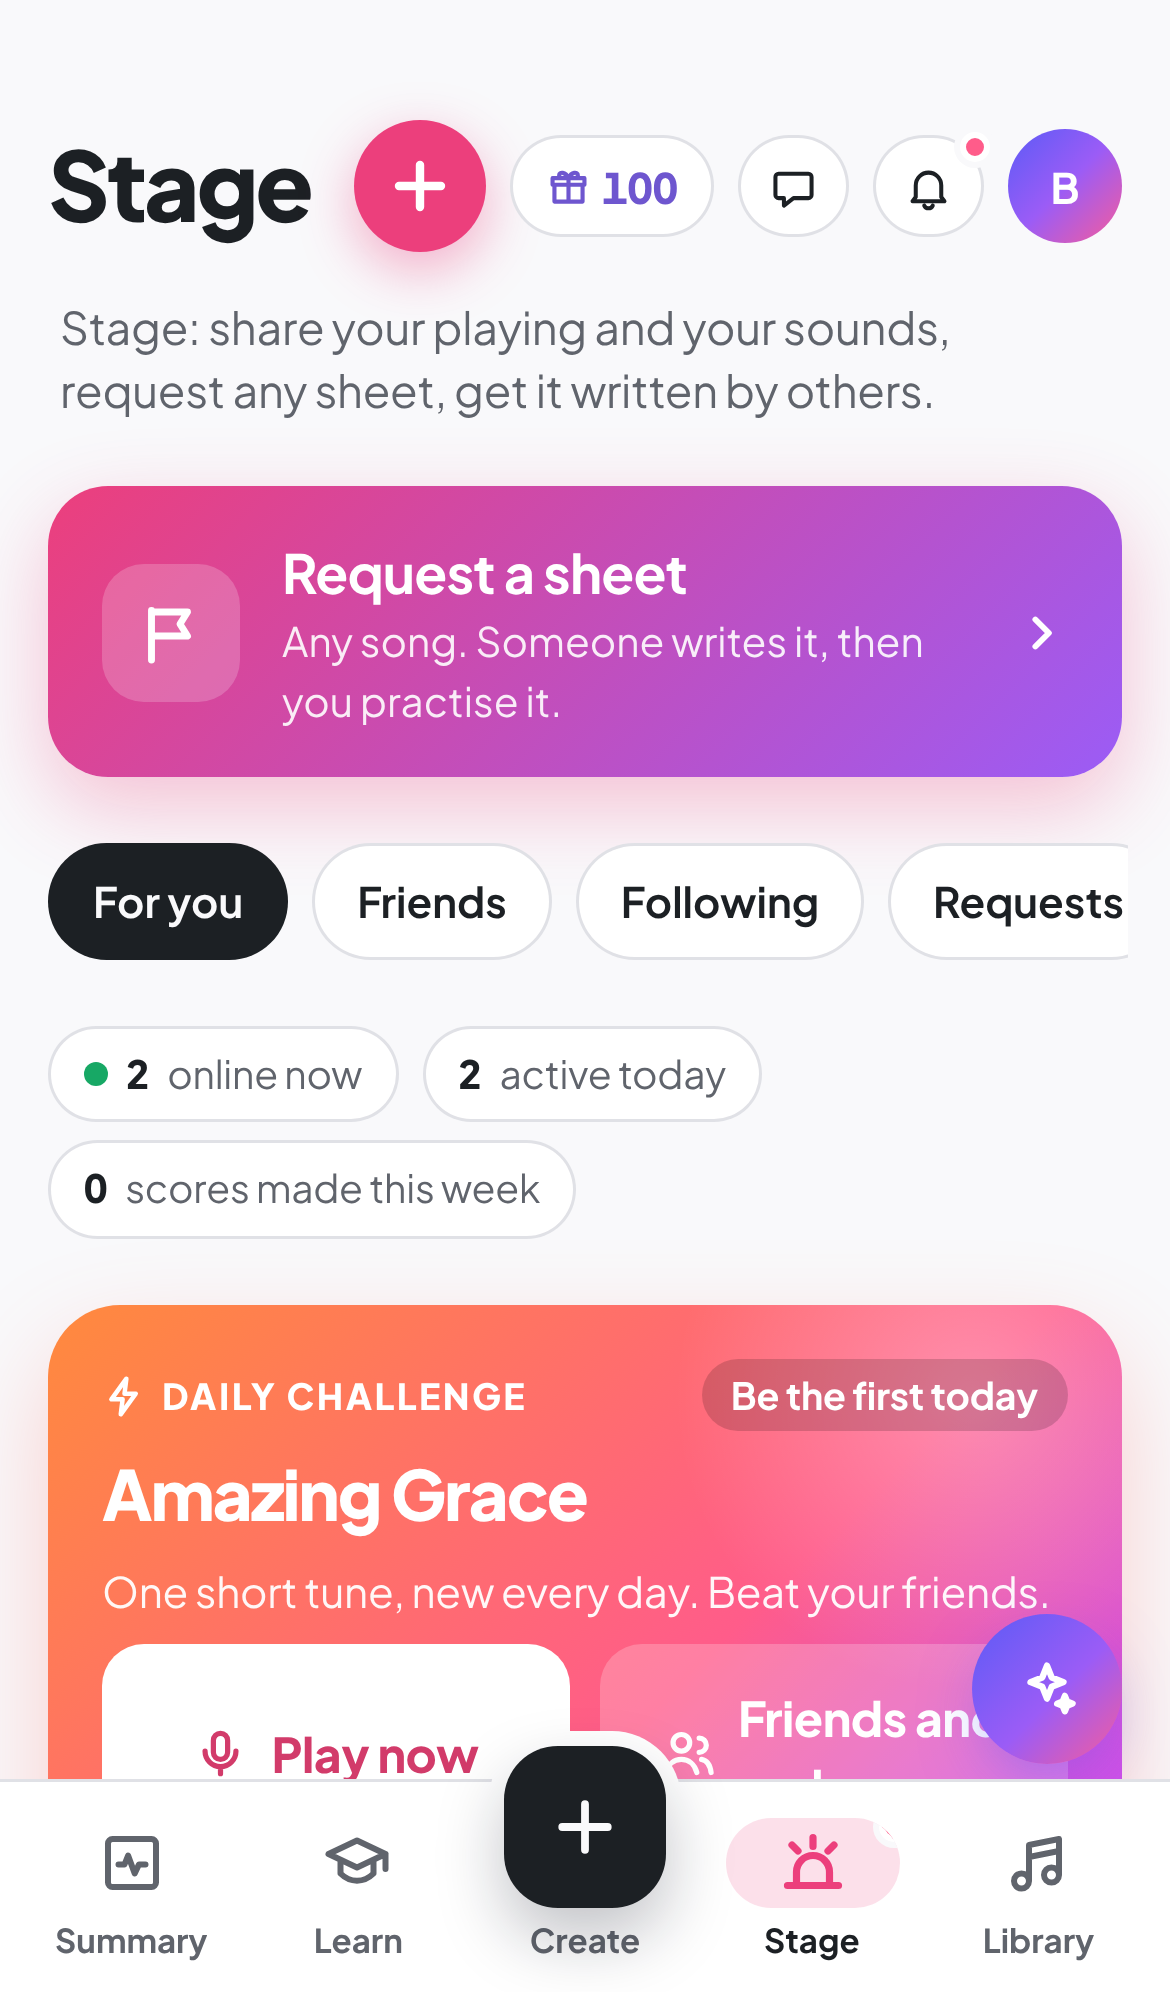 Stage
100
B
Stage: share your playing and your sounds,
request any sheet, get it written by others.
Request a sheet
Any song. Someone writes it, then
you practise it.
For you
Friends
Following
Requests
2 online now
2 active today
0 scores made this week
DAILY CHALLENGE
Be the first today
Amazing Grace
One short tune, new every day. Beat your friends.
Play now
Friends and
Summary
Learn
Create
Stage
Library